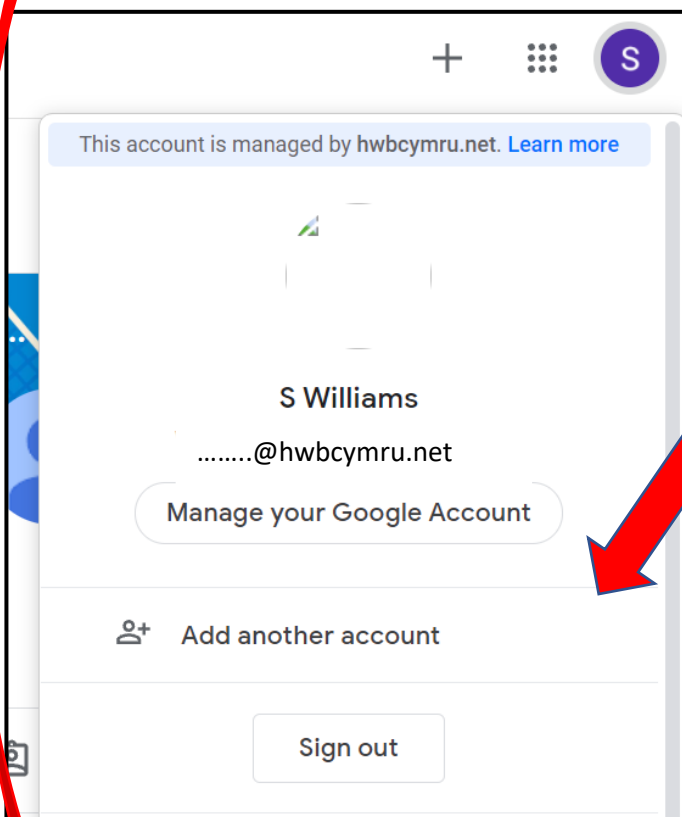 S
This account is managed by hwbcymru.net. Learn more
S Williams
........@hwbcymru.net
Manage your Google Account
Add another account
Sign out